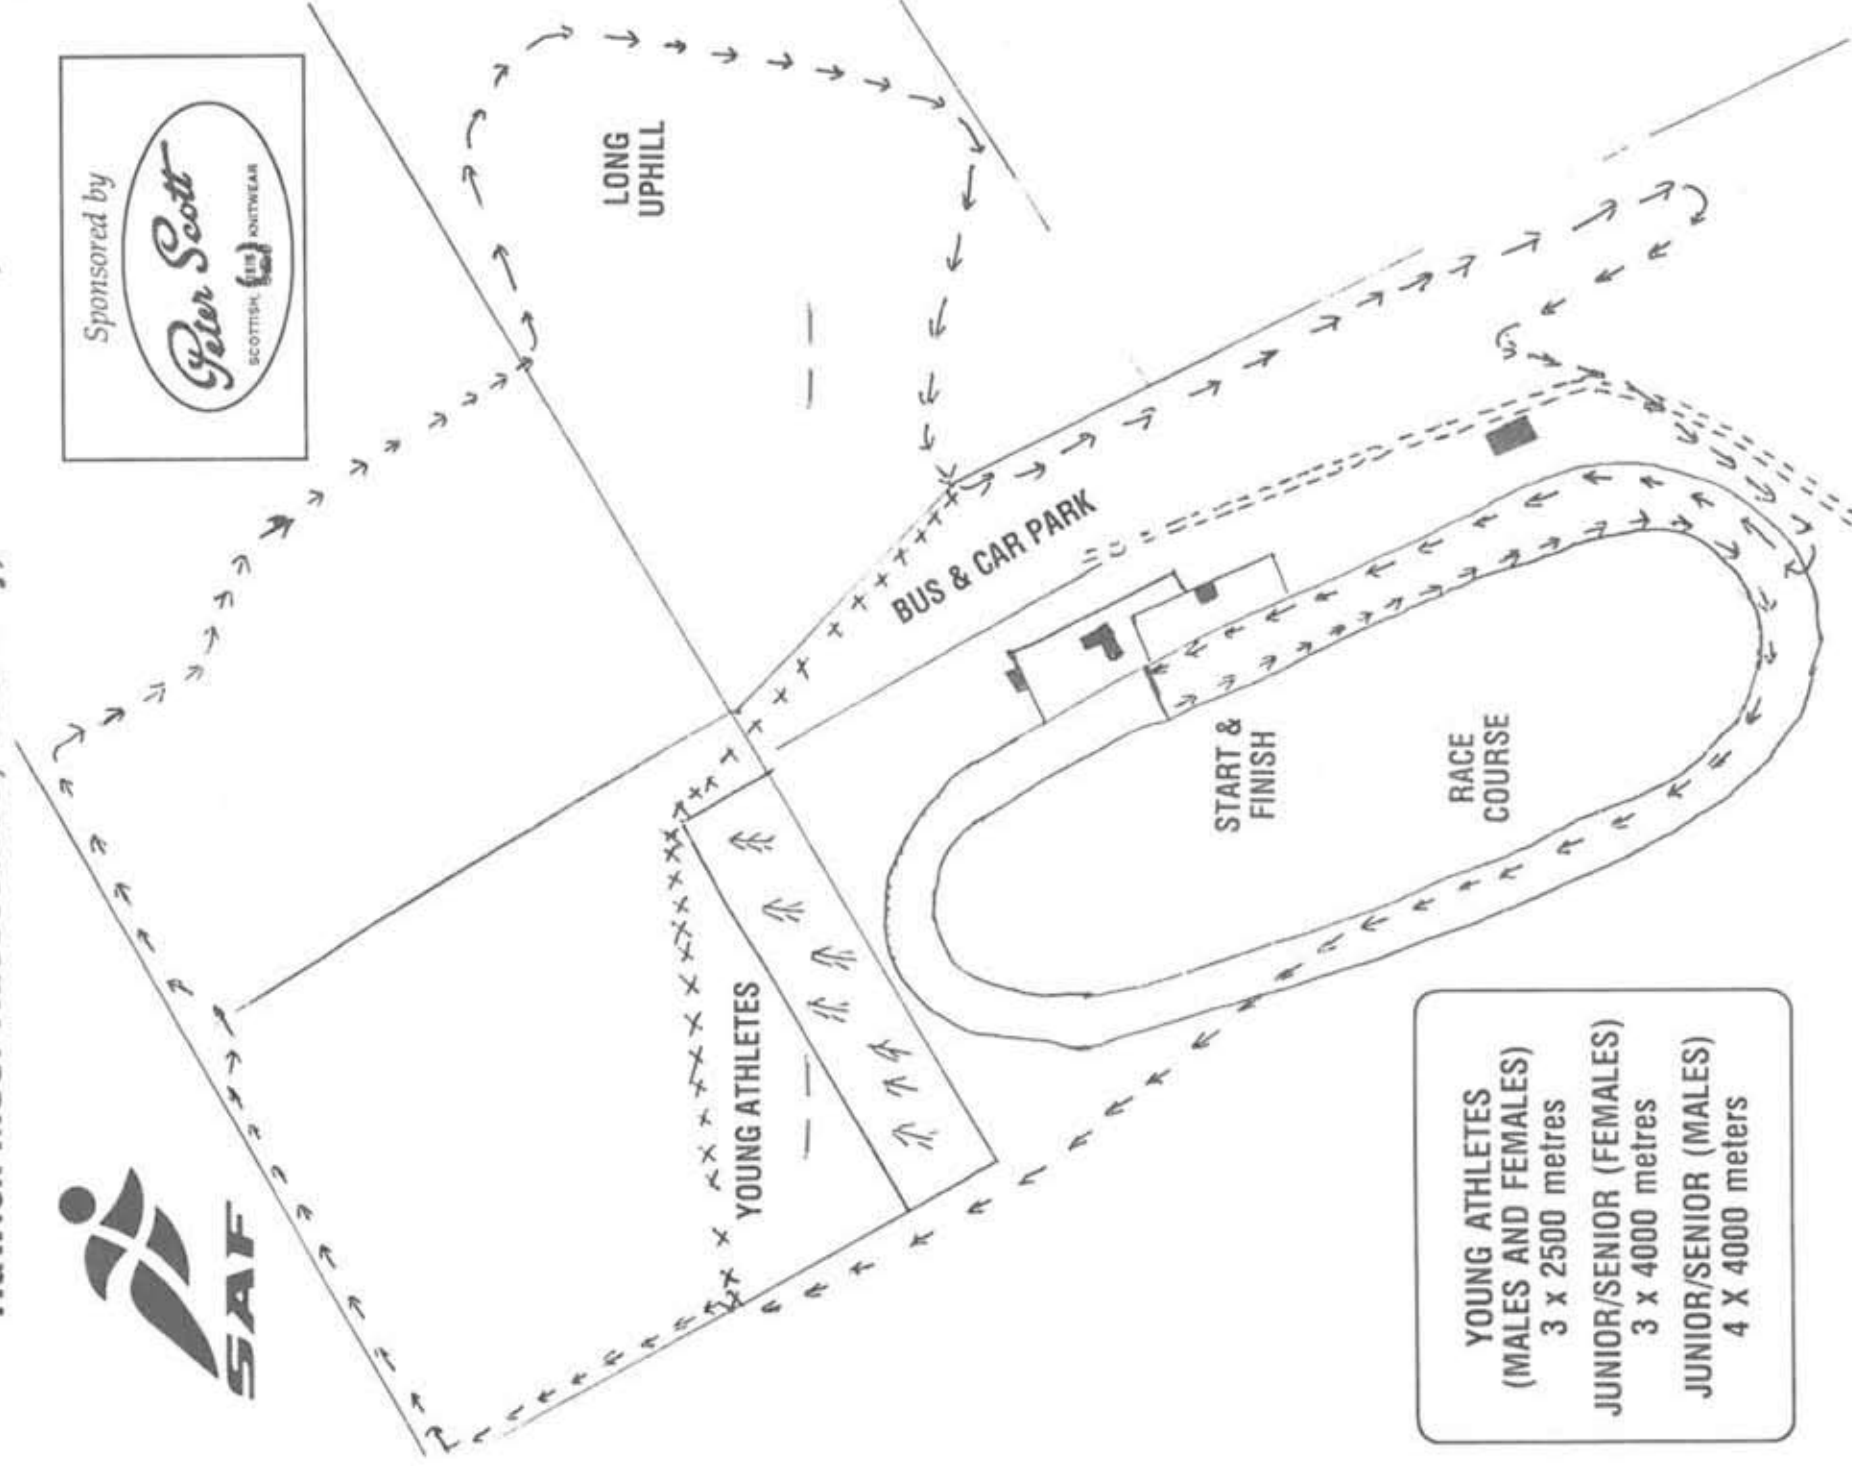 Sponsored by
Peter Scott
SCOTTISH, KNITWEAR
SAF
LONG
UPHILL
BUS & CAR PARK
START &
FINISH
RACE
COURSE
YOUNG ATHLETES
YOUNG ATHLETES
(MALES AND FEMALES)
3 x 2500 metres
JUNIOR/SENIOR (FEMALES)
3 x 4000 metres
JUNIOR/SENIOR (MALES)
4 X 4000 meters